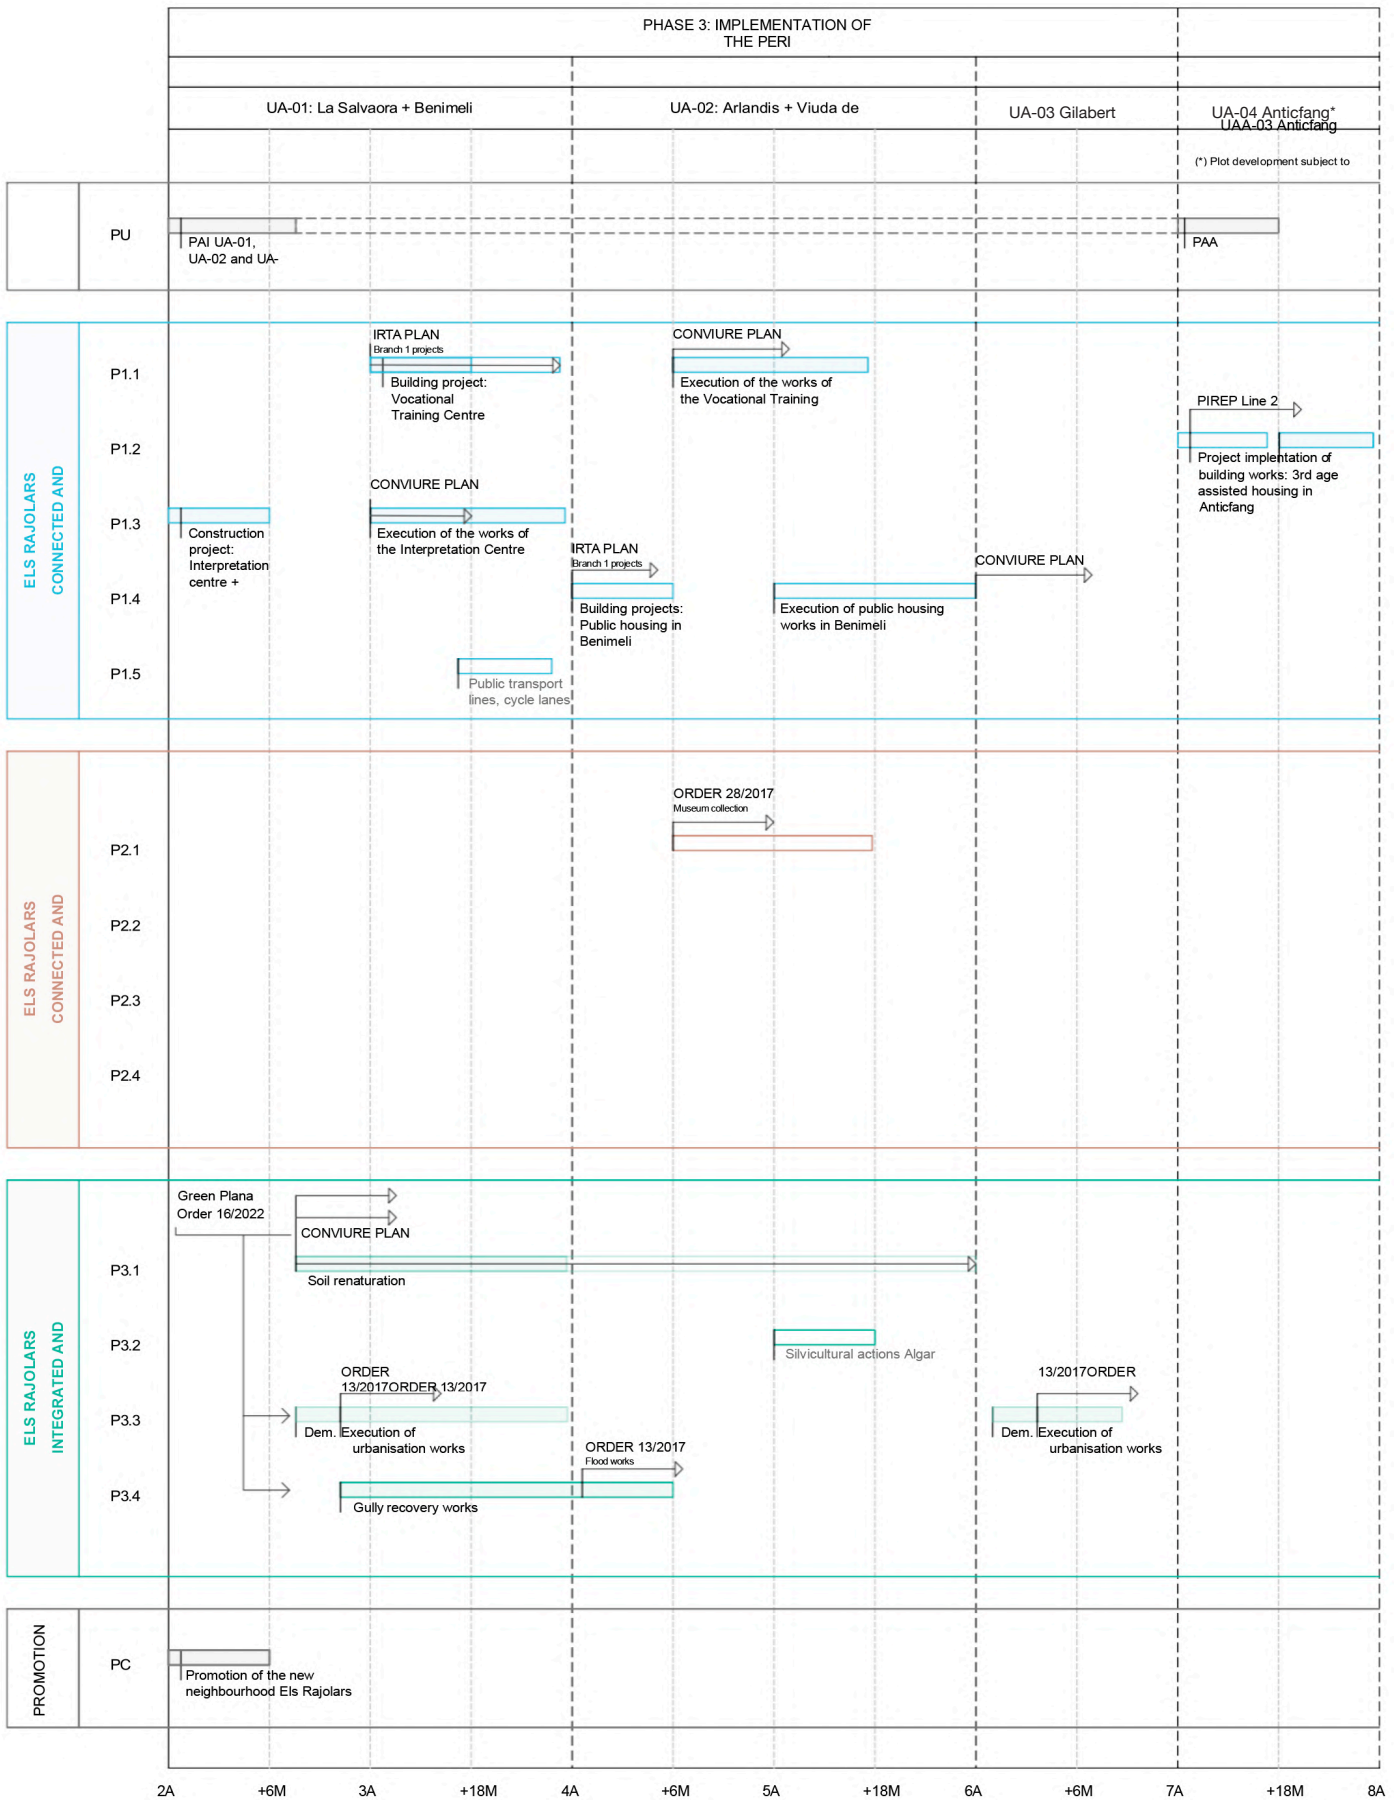 PHASE 3: IMPLEMENTATION OF
THE PERI
UA-01: La Salvaora + Benimeli
UA-02: Arlandis + Viuda de
UA-03 Gilabert
UA-04 Anticfang*
UAA-03 Anticfang
(*) Plot development subject to
PU
PAI UA-01,
UA-02 and UA-
PAA
ELS RAJOLARS
CONNECTED AND
P1.1
IRTA PLAN
Branch 1 projects
Building project:
Vocational
Training Centre
CONVIURE PLAN
Execution of the works of
the Vocational Training
P1.2
PIREP Line 2
Project implentation of
building works: 3rd age
assisted housing in
Anticfang
P1.3
Construction
project:
Interpretation
centre +
CONVIURE PLAN
Execution of the works of
the Interpretation Centre
P1.4
IRTA PLAN
Branch 1 projects
Building projects:
Public housing in
Benimeli
Execution of public housing
works in Benimeli
CONVIURE PLAN
P1.5
Public transport
lines, cycle lanes
ELS RAJOLARS
CONNECTED AND
P2.1
ORDER 28/2017
Museum collection
P2.2
P2.3
P2.4
ELS RAJOLARS
INTEGRATED AND
Green Plana
Order 16/2022
CONVIURE PLAN
P3.1
Soil renaturation
P3.2
Silvicultural actions Algar
P3.3
ORDER
13/2017ORDER 13/2017
Dem. Execution of
urbanisation works
13/2017ORDER
Dem. Execution of
urbanisation works
P3.4
ORDER 13/2017
Flood works
Gully recovery works
PROMOTION
PC
Promotion of the new
neighbourhood Els Rajolars
2A +6M 3A +18M 4A +6M 5A +18M 6A +6M 7A +18M 8A